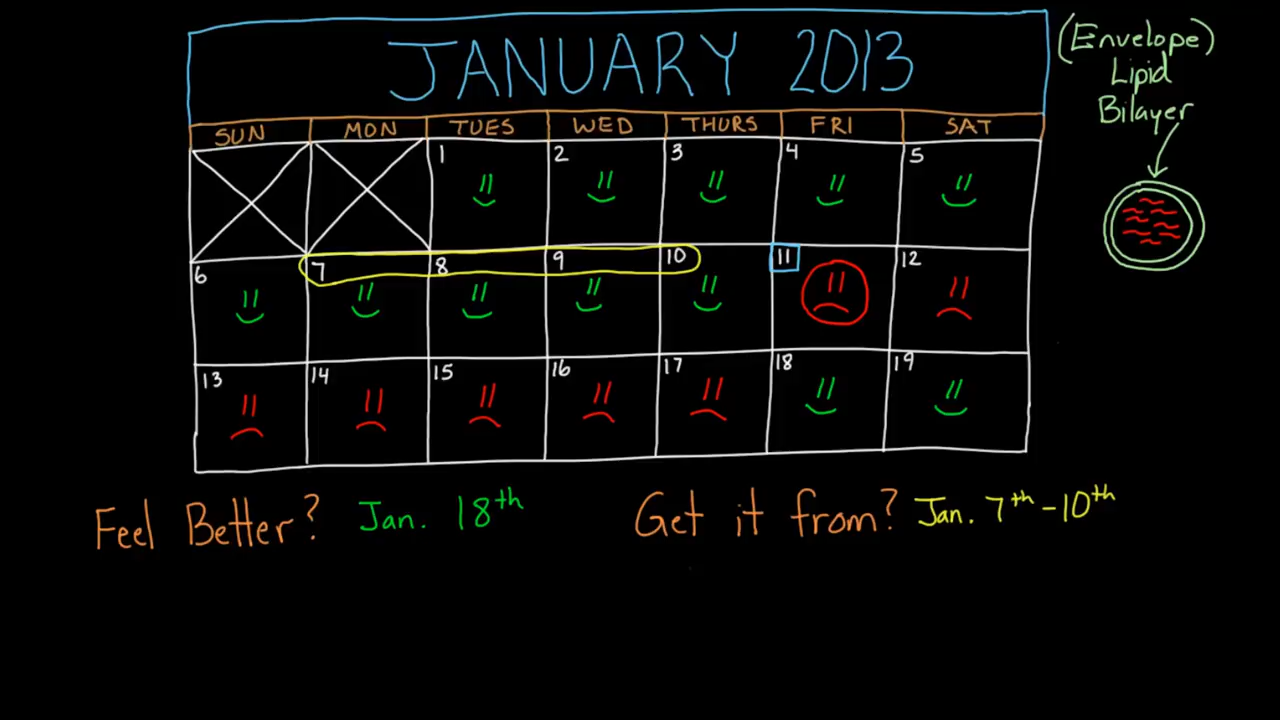 JANUARY 2013
(Envelope)
Lipid
Bilayer
SUN MON TUES WED THURS FRI SAT
1 2 3 4 5
6 7 8 9 10 11 12
13 14 15 16 17 18 19
Feel Better? Jan. 18th Get it from? Jan. 7th-10th